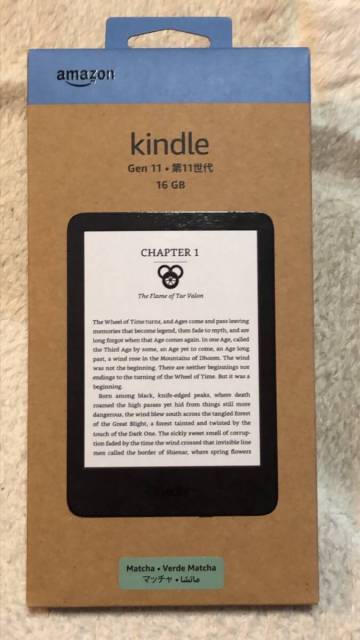 amazon
kindle
Gen 11 • 第11世代
16 GB
CHAPTER 1
The Flame of Tar Valon
The Wheel of Time turns, and Ages come and pass leaving
memories that become legend, then fade to myth, and are
long forgot when that Age comes again. In one Age, called
the Third Age by some, an Age yet to come, an Age long
past, a wind rose in the Mountains of Dhoom. The wind
was not the beginning. There are neither beginnings nor
endings to the turning of the Wheel of Time. But it was a
beginning.
Born among black, knife-edged peaks, where death
roamed the high passes yet hid from things still more
dangerous, the wind blew south across the tangled forest
of the Great Blight, a forest tainted and twisted by the
touch of the Dark One. The sickly sweet smell of corrup-
tion faded by the time the wind crossed that invisible line
men called the border of Shienar, where spring flowers
kindle
Matcha • Verde Matcha
マッチャ • ماتشا